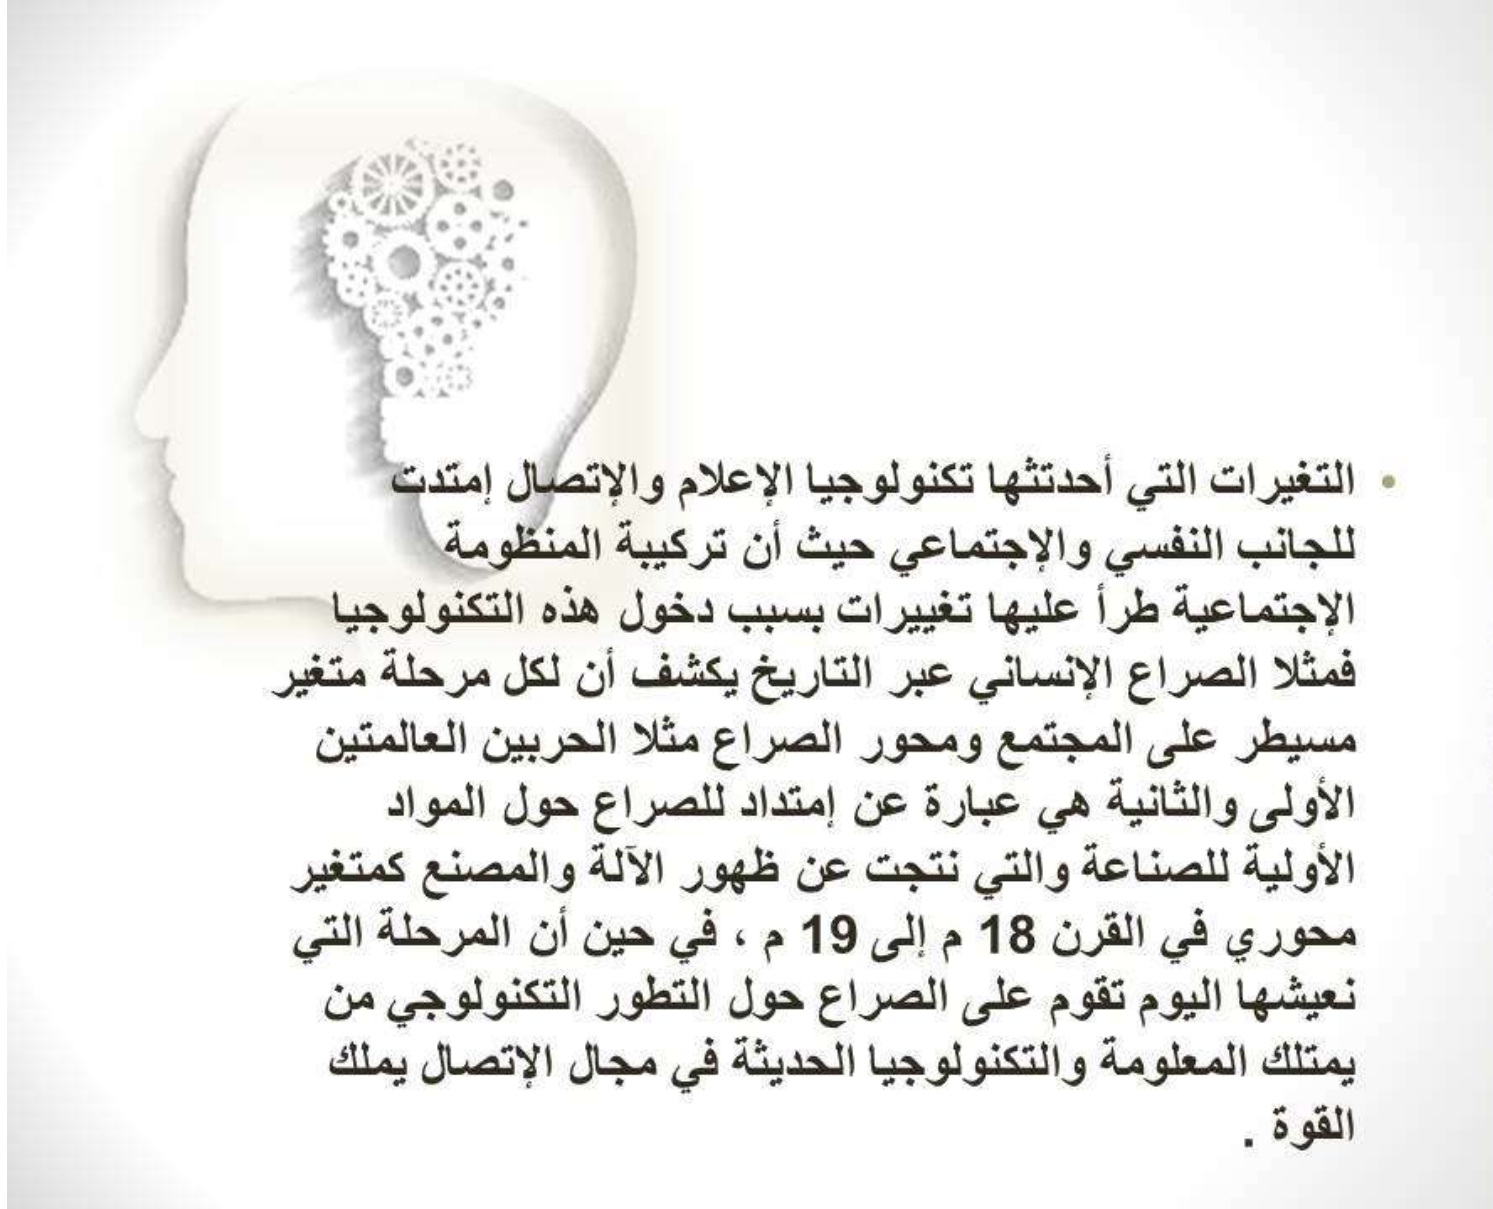 • التغيرات التي أحدتثها تكنولوجيا الإعلام والإتصال إمتدت
للجانب النفسي والإجتماعي حيث أن تركيبة المنظومة
الإجتماعية طرأ عليها تغييرات بسبب دخول هذه التكنولوجيا
فمثلا الصراع الإنساني عبر التاريخ يكشف أن لكل مرحلة متغير
مسيطر على المجتمع ومحور الصراع مثلا الحربين العالمتين
الأولى والثانية هي عبارة عن إمتداد للصراع حول المواد
الأولية للصناعة والتي نتجت عن ظهور الآلة والمصنع كمتغير
محوري في القرن 18 م إلى 19 م ، في حين أن المرحلة التي
نعيشها اليوم تقوم على الصراع حول التطور التكنولوجي من
يمتلك المعلومة والتكنولوجيا الحديثة في مجال الإتصال يملك
القوة .